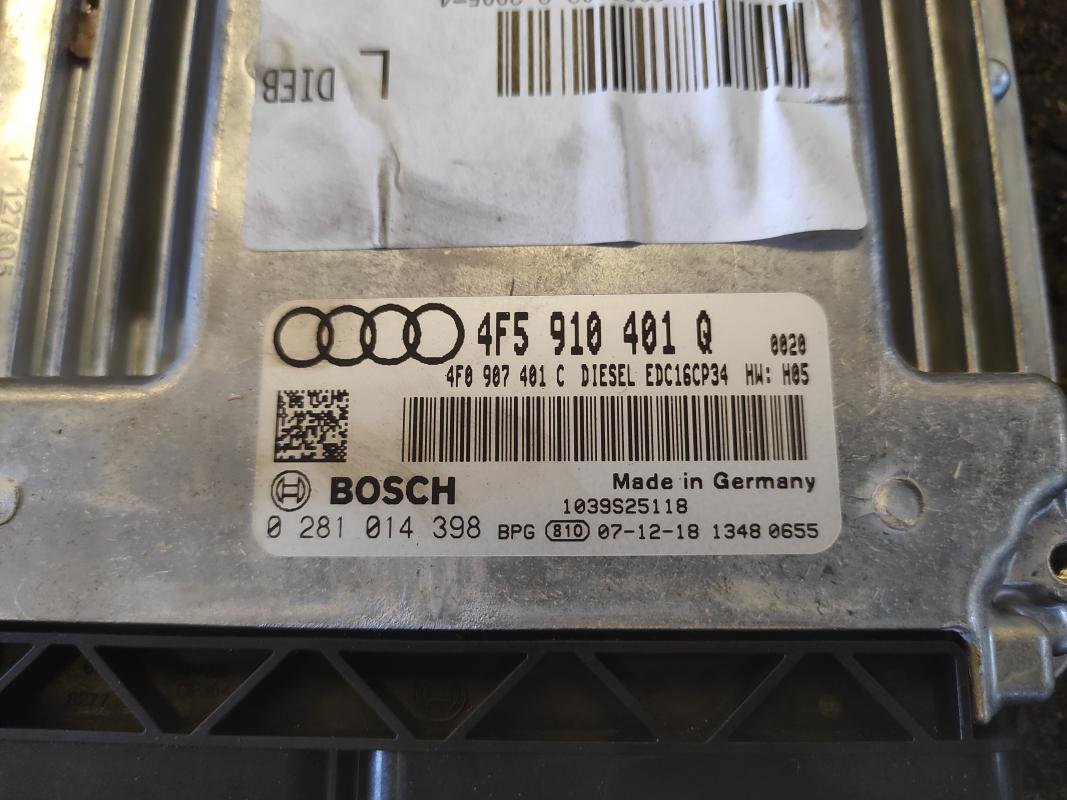 DIEB L
4F5 910 401 Q 0020
4F0 907 401 C DIESEL EDC16CP34 HW: H05
BOSCH Made in Germany
1039S25118
0 281 014 398 BPG 810 07-12-18 1348 0655